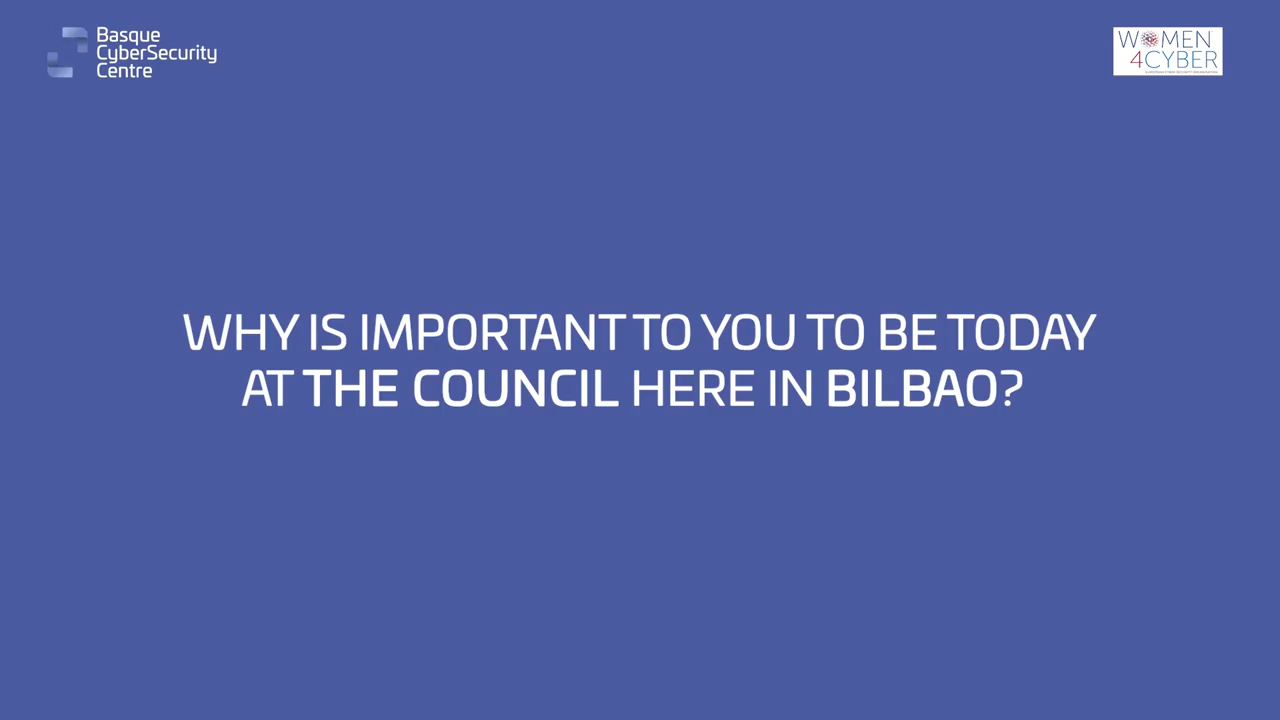 Basque
CyberSecurity
Centre
WOMEN
4CYBER
WHY IS IMPORTANT TO YOU TO BE TODAY
AT THE COUNCIL HERE IN BILBAO?